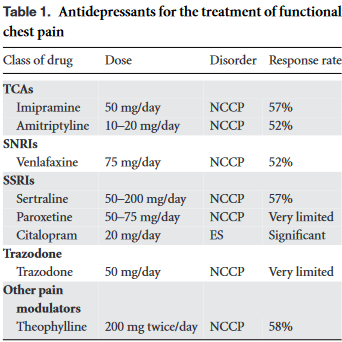 Table 1. Antidepressants for the treatment of functional
chest pain
Class of drug Dose Disorder Response rate
TCAs
Imipramine 50 mg/day NCCP 57%
Amitriptyline 10–20 mg/day NCCP 52%
SNRIs
Venlafaxine 75 mg/day NCCP 52%
SSRIs
Sertraline 50–200 mg/day NCCP 57%
Paroxetine 50–75 mg/day NCCP Very limited
Citalopram 20 mg/day ES Significant
Trazodone
Trazodone 50 mg/day NCCP Very limited
Other pain
modulators
Theophylline 200 mg twice/day NCCP 58%